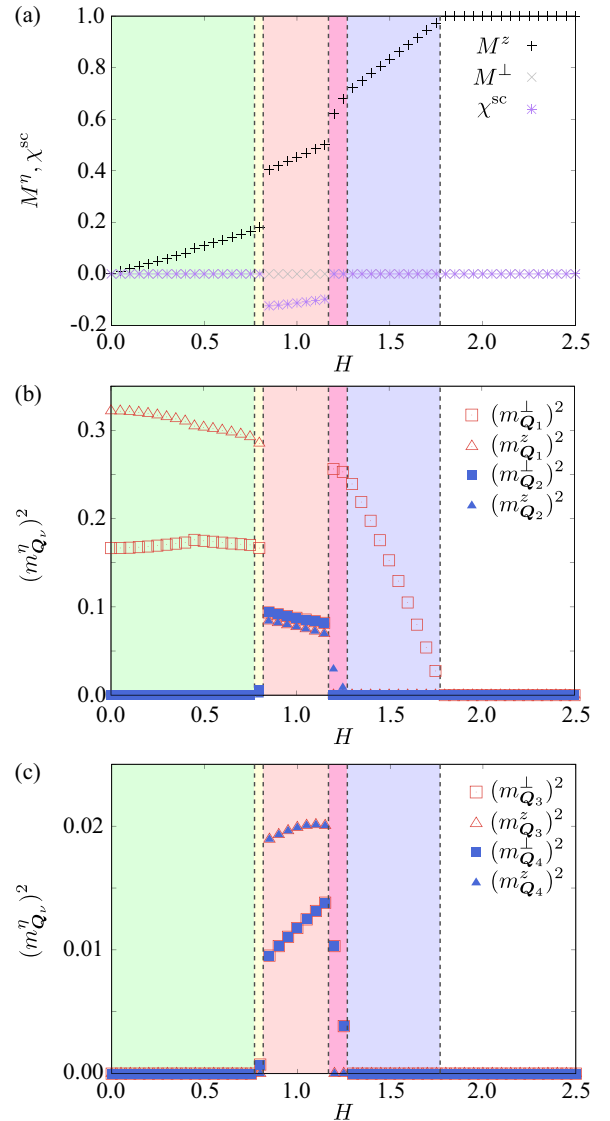 (a)
1.0
0.8
0.6
0.4
0.2
0.0
-0.2
M^η, χ^sc
M^z
M^⊥
χ^sc
0.0 0.5 1.0 1.5 2.0 2.5
H
(b)
0.3
0.2
0.1
0.0
(m^η_{Q_ν})^2
(m^⊥_{Q_1})^2
(m^z_{Q_1})^2
(m^⊥_{Q_2})^2
(m^z_{Q_2})^2
0.0 0.5 1.0 1.5 2.0 2.5
H
(c)
0.02
0.01
0.00
(m^η_{Q_ν})^2
(m^⊥_{Q_3})^2
(m^z_{Q_3})^2
(m^⊥_{Q_4})^2
(m^z_{Q_4})^2
0.0 0.5 1.0 1.5 2.0 2.5
H